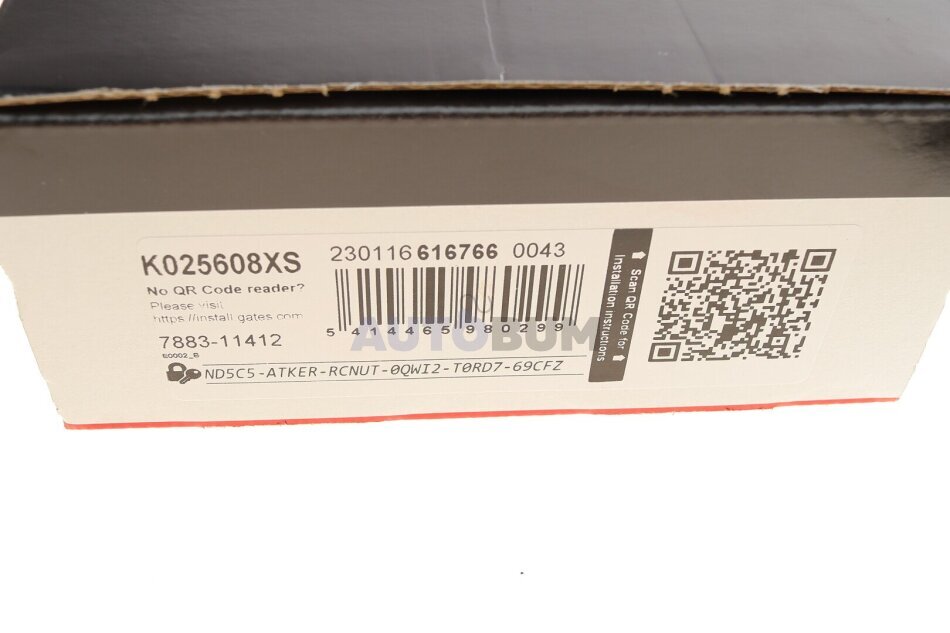 K025608XS
No QR Code reader?
Please visit
https://install.gates.com
7883-11412
E0002_B
230116 616766 0043
5 414465 980299
ND5C5-ATKER-RCNUT-0QWI2-T0RD7-69CFZ
Scan QR Code for
Installation instructions
AUTOBUM